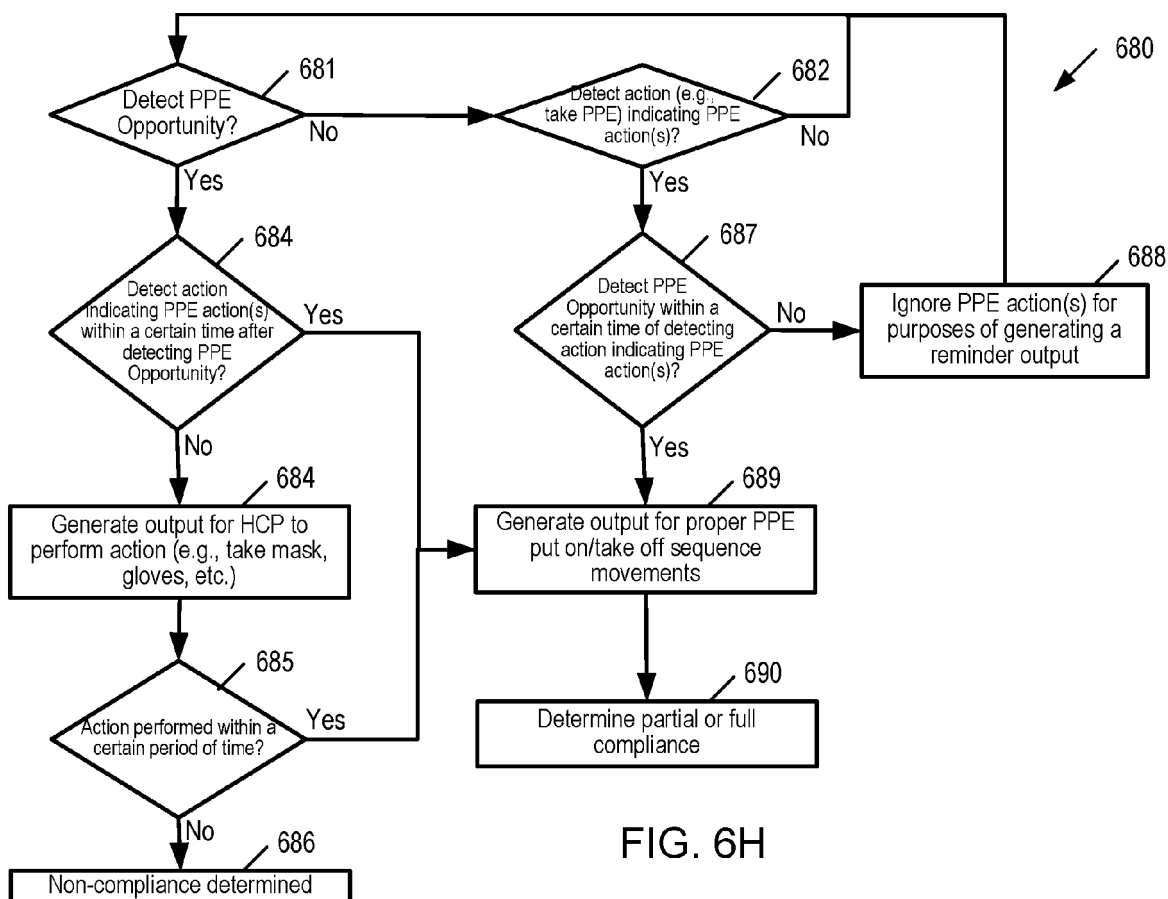 680
681
Detect PPE
Opportunity?
No
Yes
682
Detect action (e.g.,
take PPE) indicating PPE
action(s)?
No
Yes
684
Detect action
indicating PPE action(s)
within a certain time after
detecting PPE
Opportunity?
Yes
No
687
Detect PPE
Opportunity within a
certain time of detecting
action indicating PPE
action(s)?
No
Yes
688
Ignore PPE action(s) for
purposes of generating a
reminder output
684
Generate output for HCP to
perform action (e.g., take mask,
gloves, etc.)
689
Generate output for proper PPE
put on/take off sequence
movements
685
Action performed within a
certain period of time?
Yes
No
690
Determine partial or full
compliance
686
Non-compliance determined
FIG. 6H